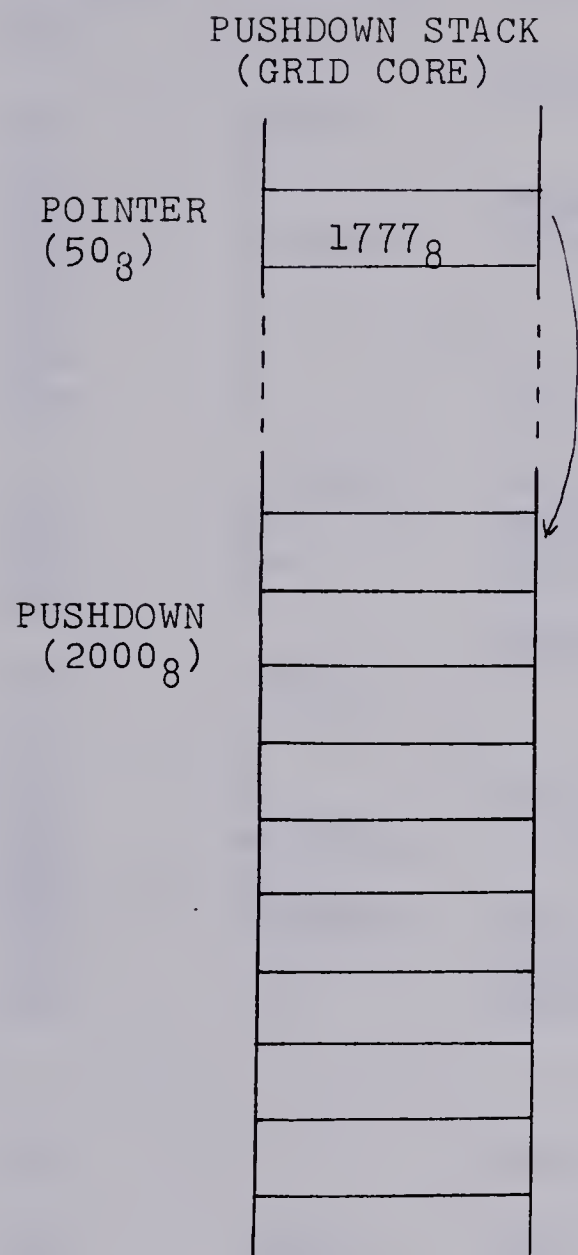 PUSHDOWN STACK
(GRID CORE)
POINTER
(50₈)
1777₈
PUSHDOWN
(2000₈)